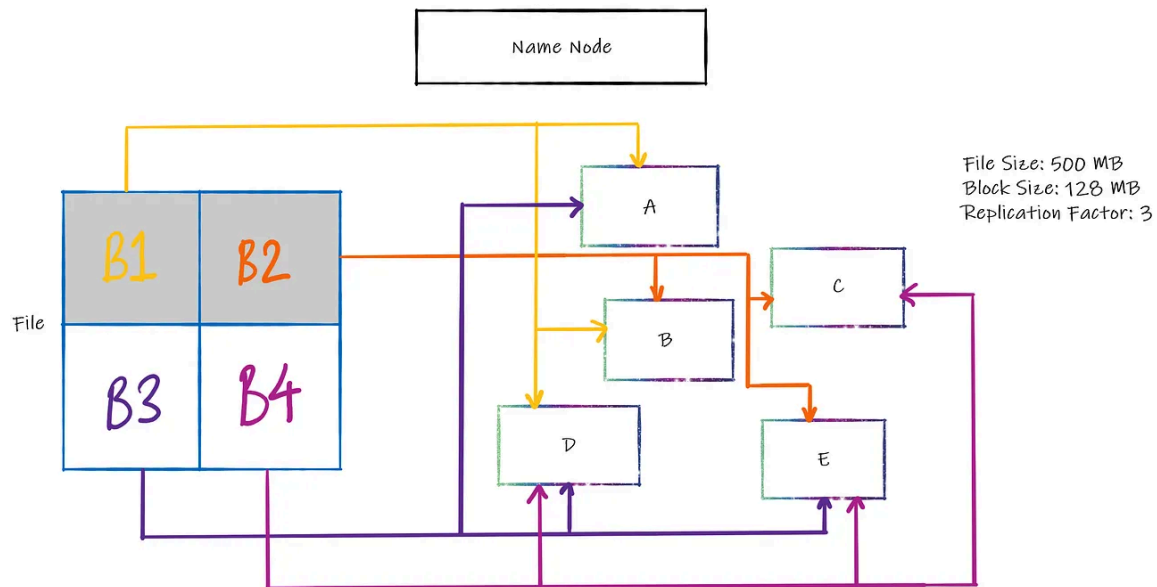 Name Node
File Size: 500 MB
Block Size: 128 MB
Replication Factor: 3
A
B1
B2
C
File
B
B3
B4
D
E